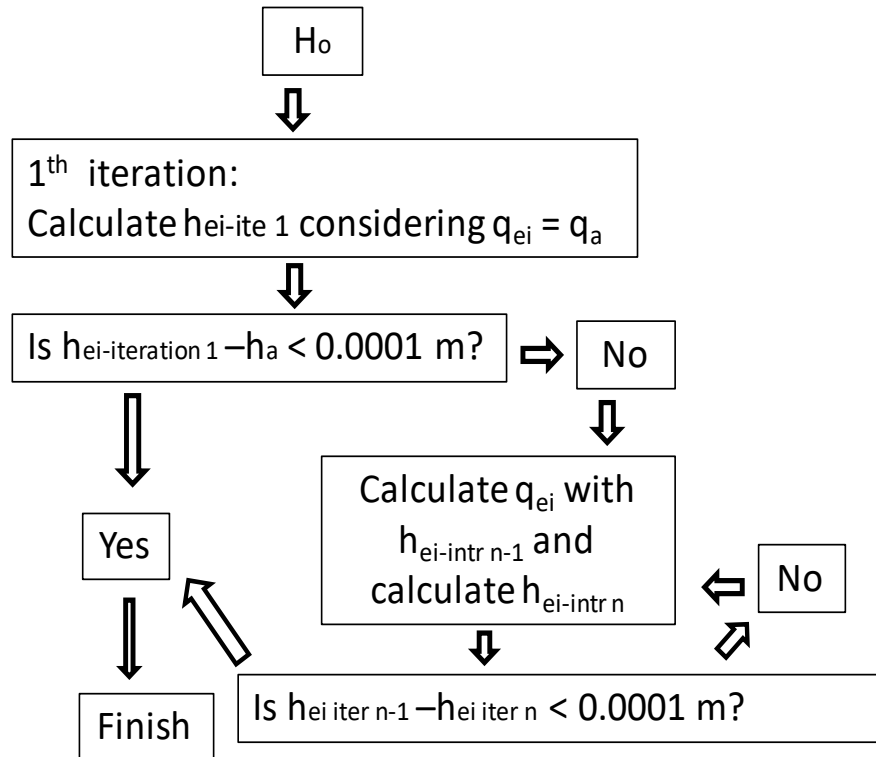 Ho
1th iteration:
Calculate hei-ite 1 considering qei = qa
Is hei-iteration 1 –ha < 0.0001 m?
No
Calculate qei with
hei-intr n-1 and
calculate hei-intr n
Yes
No
Is hei iter n-1 –hei iter n < 0.0001 m?
Finish